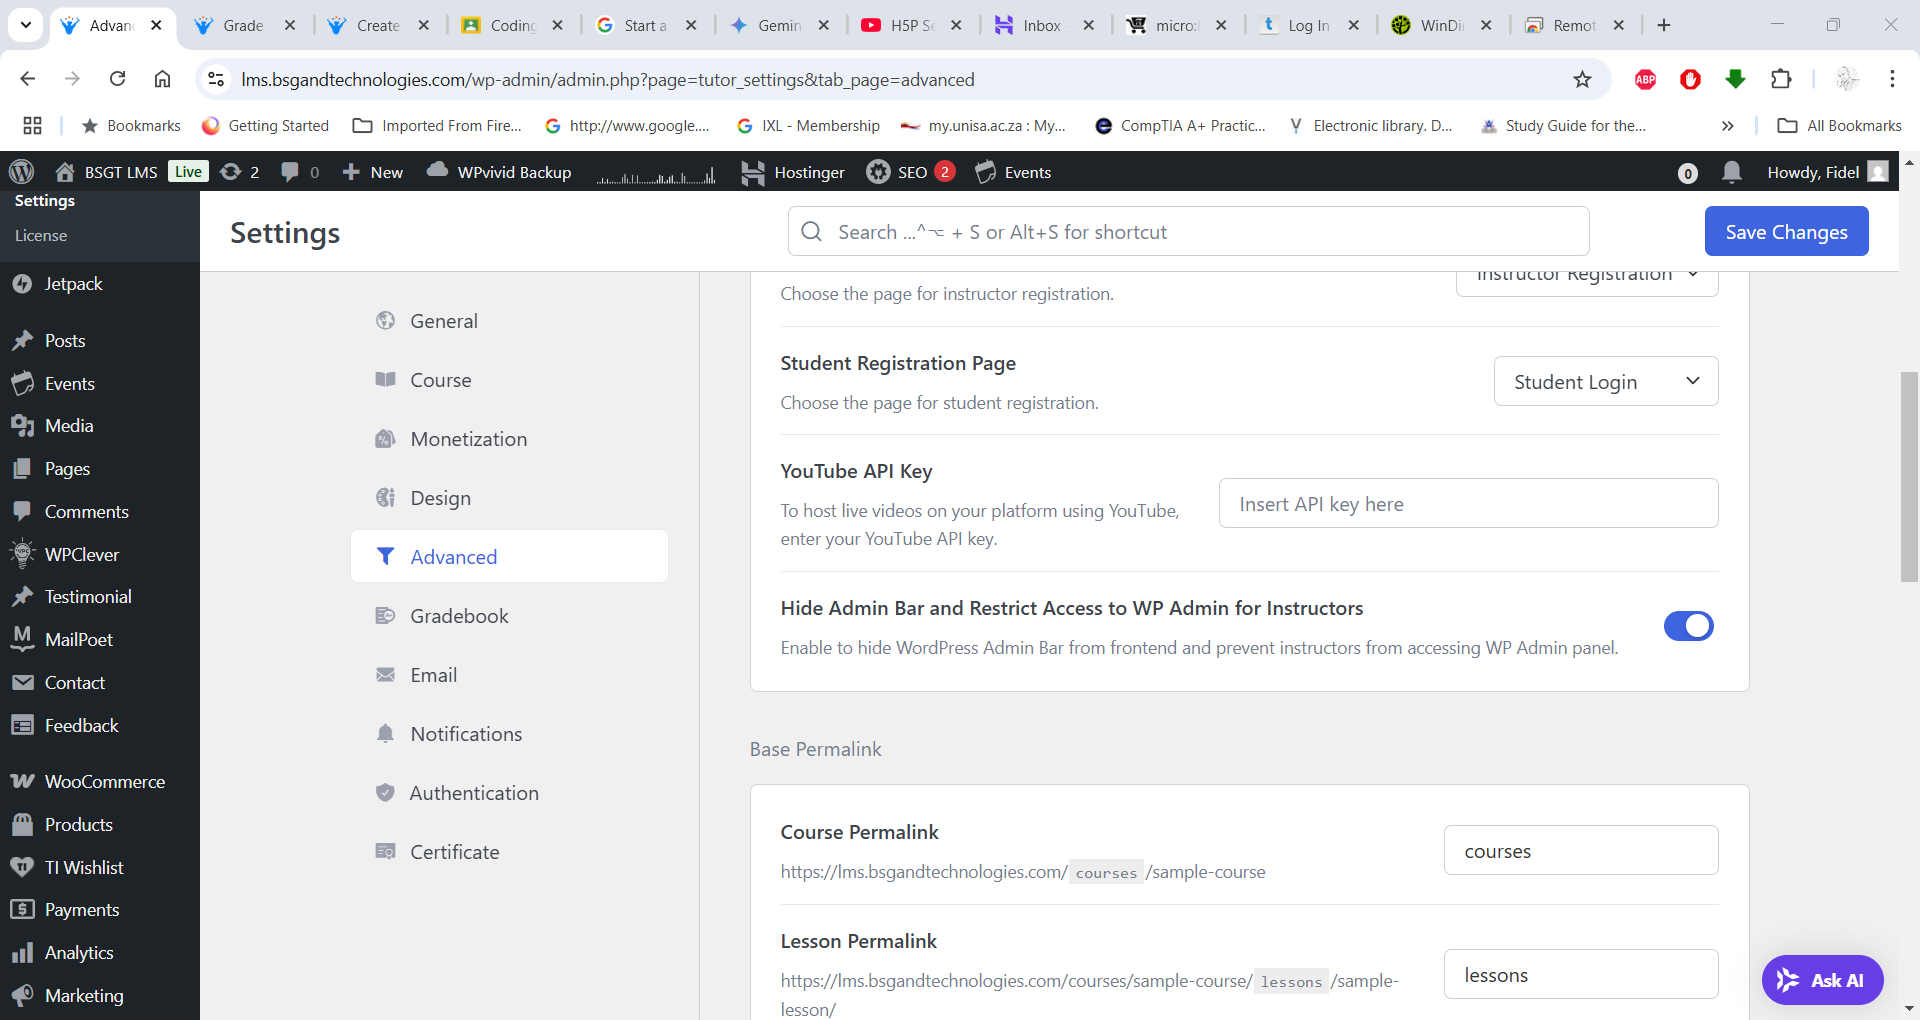 Advan
Grade
Create
Coding
Start a
Gemin
H5P Se
Inbox
micro:
Log In
WinDi
Remot
lms.bsgandtechnologies.com/wp-admin/admin.php?page=tutor_settings&tab_page=advanced
ABP
Bookmarks
Getting Started
Imported From Fire...
http://www.google....
IXL - Membership
my.unisa.ac.za : My...
CompTIA A+ Practic...
Electronic library. D...
Study Guide for the...
All Bookmarks
BSGT LMS Live 2 0 New WPvivid Backup Hostinger SEO 2 Events 0 Howdy, Fidel
Settings
License
Jetpack
Posts
Events
Media
Pages
Comments
WPClever
Testimonial
MailPoet
Contact
Feedback
WooCommerce
Products
TI Wishlist
Payments
Analytics
Marketing
Settings
Search ...^⌥ + S or Alt+S for shortcut
Save Changes
General
Course
Monetization
Design
Advanced
Gradebook
Email
Notifications
Authentication
Certificate
Instructor Registration
Choose the page for instructor registration.
Student Registration Page
Student Login
Choose the page for student registration.
YouTube API Key
Insert API key here
To host live videos on your platform using YouTube,
enter your YouTube API key.
Hide Admin Bar and Restrict Access to WP Admin for Instructors
Enable to hide WordPress Admin Bar from frontend and prevent instructors from accessing WP Admin panel.
Base Permalink
Course Permalink
courses
https://lms.bsgandtechnologies.com/ courses /sample-course
Lesson Permalink
lessons
https://lms.bsgandtechnologies.com/courses/sample-course/ lessons /sample-
lesson/
Ask AI